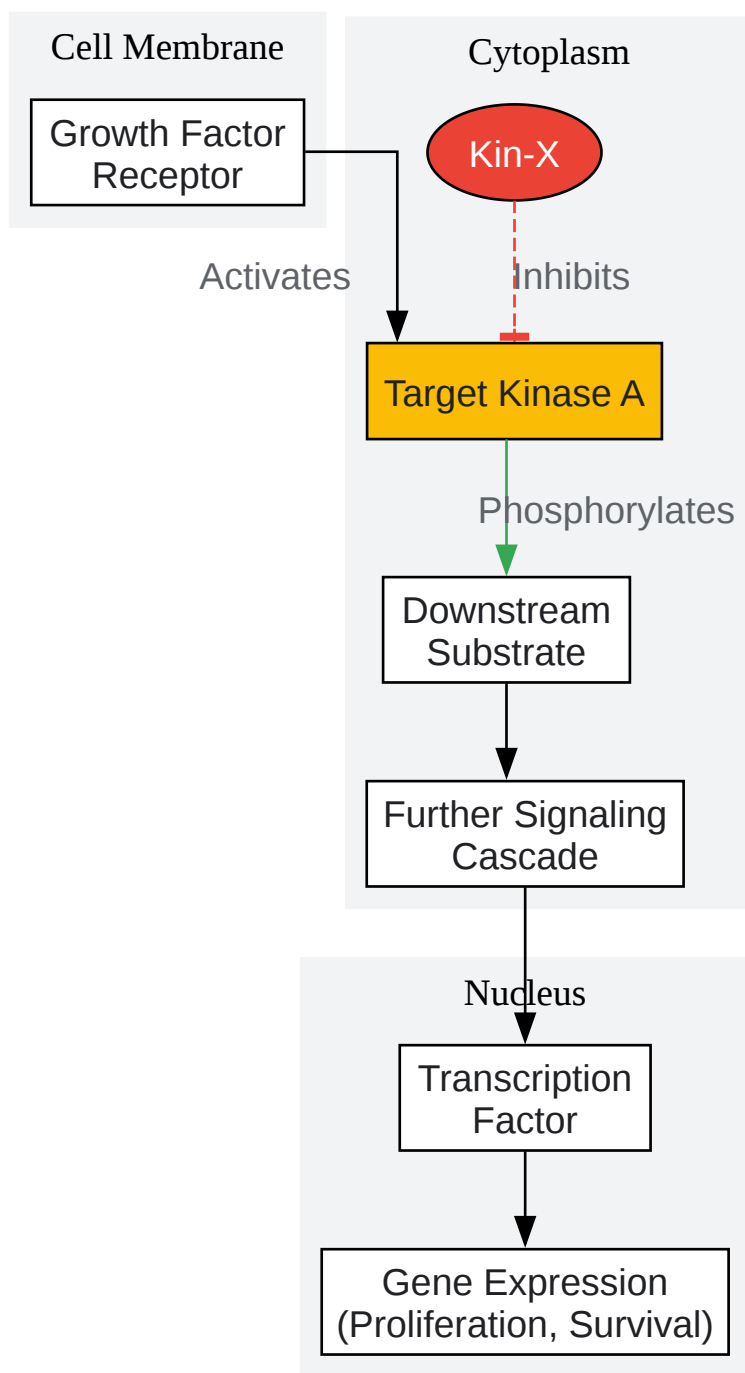 Cell Membrane
Growth Factor
Receptor
Cytoplasm
Kin-X
Activates
Inhibits
Target Kinase A
Phosphorylates
Downstream
Substrate
Further Signaling
Cascade
Nucleus
Transcription
Factor
Gene Expression
(Proliferation, Survival)